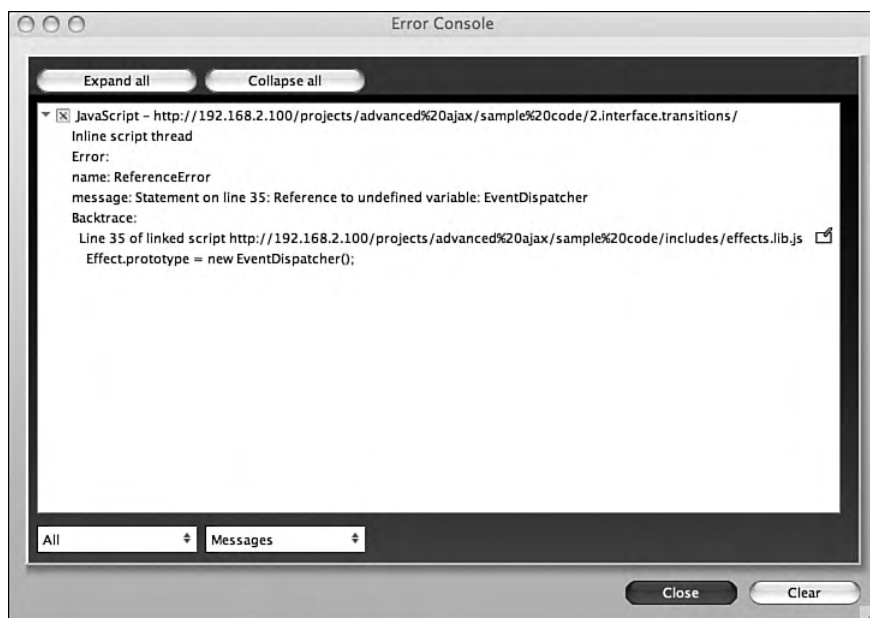 Error Console
Expand all
Collapse all
JavaScript – http://192.168.2.100/projects/advanced%20ajax/sample%20code/2.interface.transitions/
Inline script thread
Error:
name: ReferenceError
message: Statement on line 35: Reference to undefined variable: EventDispatcher
Backtrace:
Line 35 of linked script http://192.168.2.100/projects/advanced%20ajax/sample%20code/includes/effects.lib.js
Effect.prototype = new EventDispatcher();
All
Messages
Close
Clear